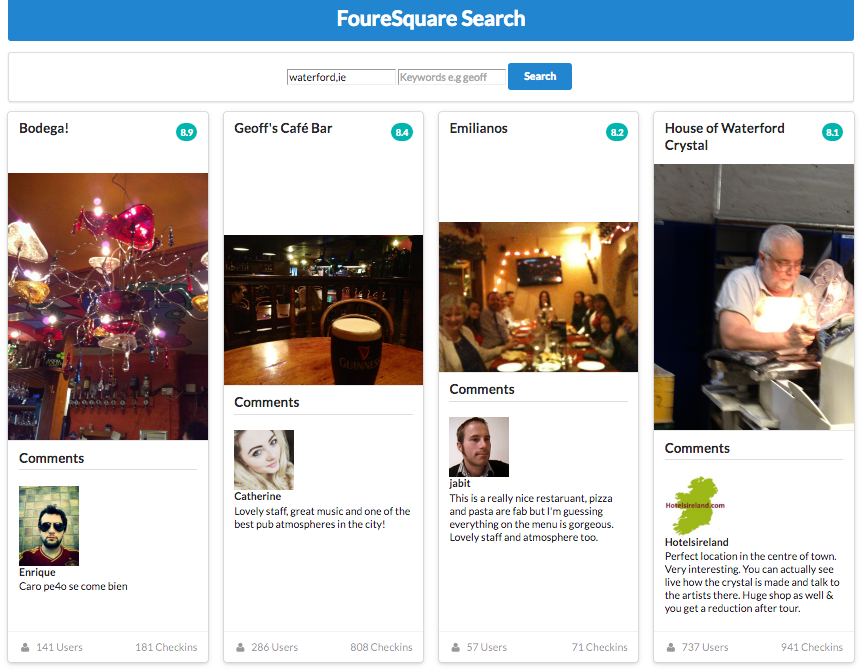 FoureSquare Search
waterford,ie
Keywords e.g geoff
Search
Bodega!
8.9
Comments
Enrique
Caro pe4o se come bien
141 Users
181 Checkins
Geoff's Café Bar
8.4
GUINNESS
Comments
Catherine
Lovely staff, great music and one of the
best pub atmospheres in the city!
286 Users
808 Checkins
Emilianos
8.2
Comments
jabit
This is a really nice restaruant, pizza
and pasta are fab but I'm guessing
everything on the menu is gorgeous.
Lovely staff and atmosphere too.
57 Users
71 Checkins
House of Waterford
Crystal
8.1
Comments
Hotelsireland.com
Hotelsireland
Perfect location in the centre of town.
Very interesting. You can actually see
live how the crystal is made and talk to
the artists there. Huge shop as well &
you get a reduction after tour.
737 Users
941 Checkins